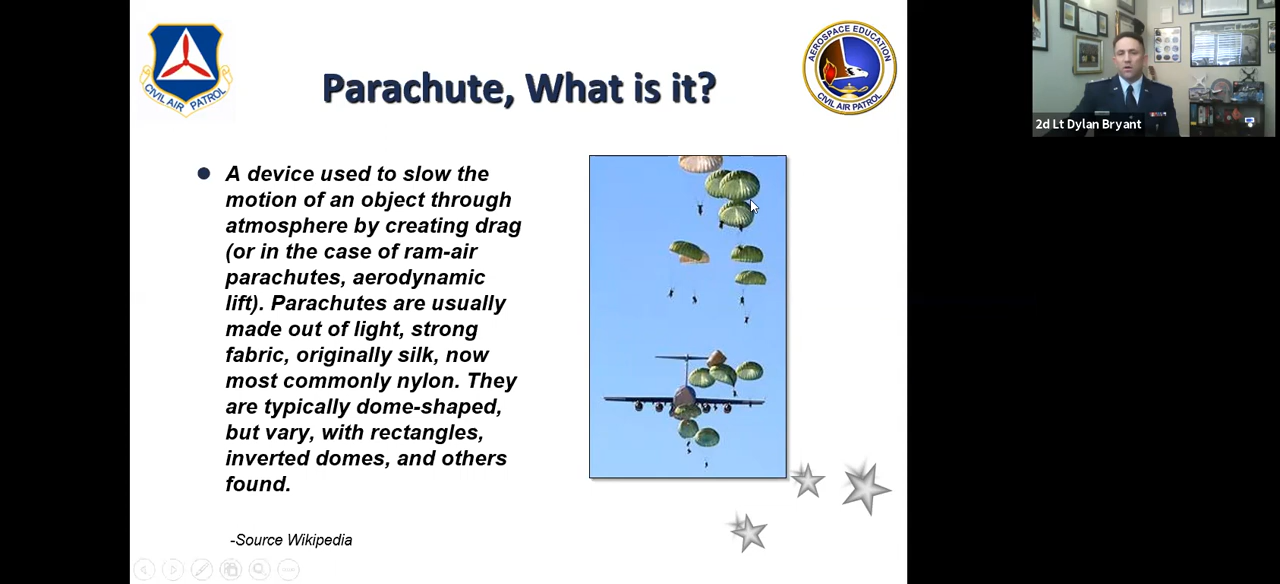 CIVIL AIR PATROL
AEROSPACE EDUCATION
CIVIL AIR PATROL
Parachute, What is it?
A device used to slow the
motion of an object through
atmosphere by creating drag
(or in the case of ram-air
parachutes, aerodynamic
lift). Parachutes are usually
made out of light, strong
fabric, originally silk, now
most commonly nylon. They
are typically dome-shaped,
but vary, with rectangles,
inverted domes, and others
found.
-Source Wikipedia
2d Lt Dylan Bryant